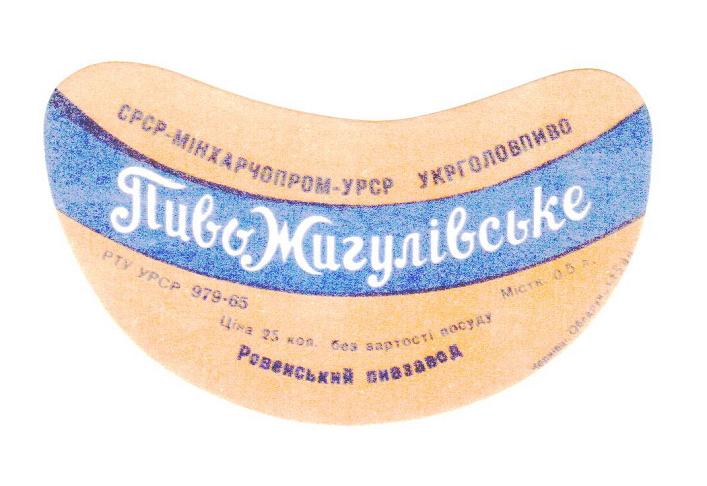 СРСР-МІНХАРЧОПРОМ-УРСР УКРГОЛОВПИВО
Пиво Жигулівське
РТУ УРСР 979-65
Містк. 0,5 л.
Ціна 25 коп. без вартості посуду
Ровенський пивзавод